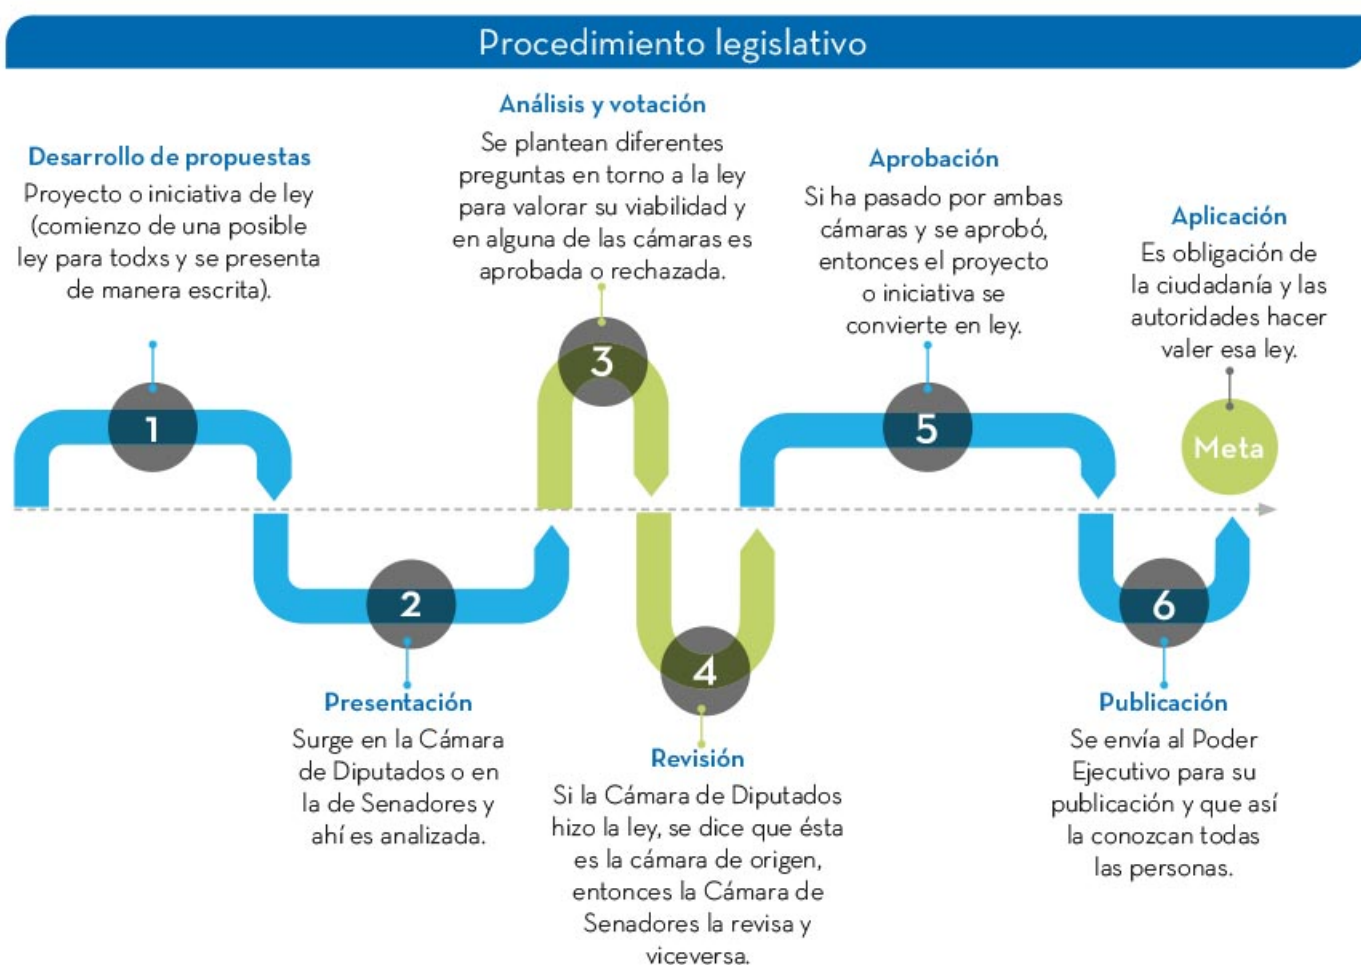 Procedimiento legislativo
Desarrollo de propuestas
Proyecto o iniciativa de ley
(comienzo de una posible
ley para todxs y se presenta
de manera escrita).
1
2
Presentación
Surge en la Cámara
de Diputados o en
la de Senadores y
ahí es analizada.
Análisis y votación
Se plantean diferentes
preguntas en torno a la ley
para valorar su viabilidad y
en alguna de las cámaras es
aprobada o rechazada.
3
4
Revisión
Si la Cámara de Diputados
hizo la ley, se dice que ésta
es la cámara de origen,
entonces la Cámara de
Senadores la revisa y
viceversa.
Aprobación
Si ha pasado por ambas
cámaras y se aprobó,
entonces el proyecto
o iniciativa se
convierte en ley.
5
6
Publicación
Se envía al Poder
Ejecutivo para su
publicación y que así
la conozcan todas
las personas.
Aplicación
Es obligación de
la ciudadanía y las
autoridades hacer
valer esa ley.
Meta